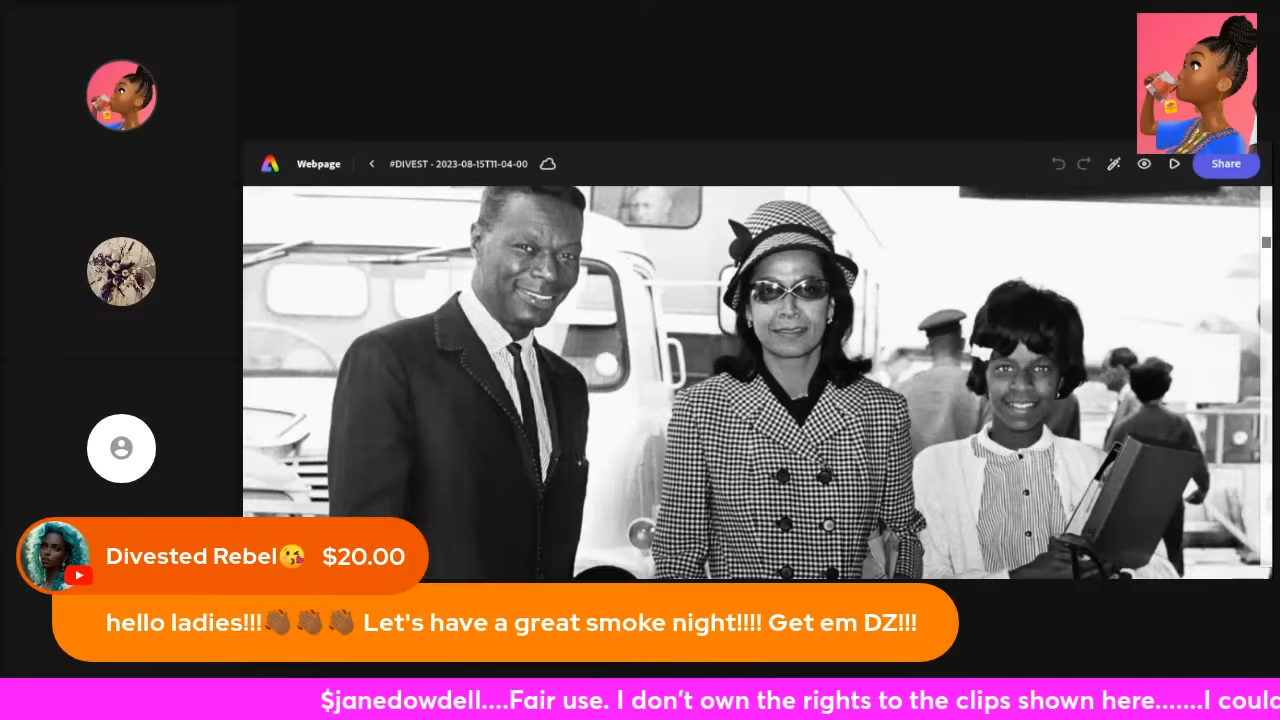 Webpage
#DIVEST - 2023-08-15T11-04-00
Share
Divested Rebel😘 $20.00
hello ladies!!!👏🏾👏🏾👏🏾 Let's have a great smoke night!!!! Get em DZ!!!
$janedowdell....Fair use. I don't own the rights to the clips shown here.......I could